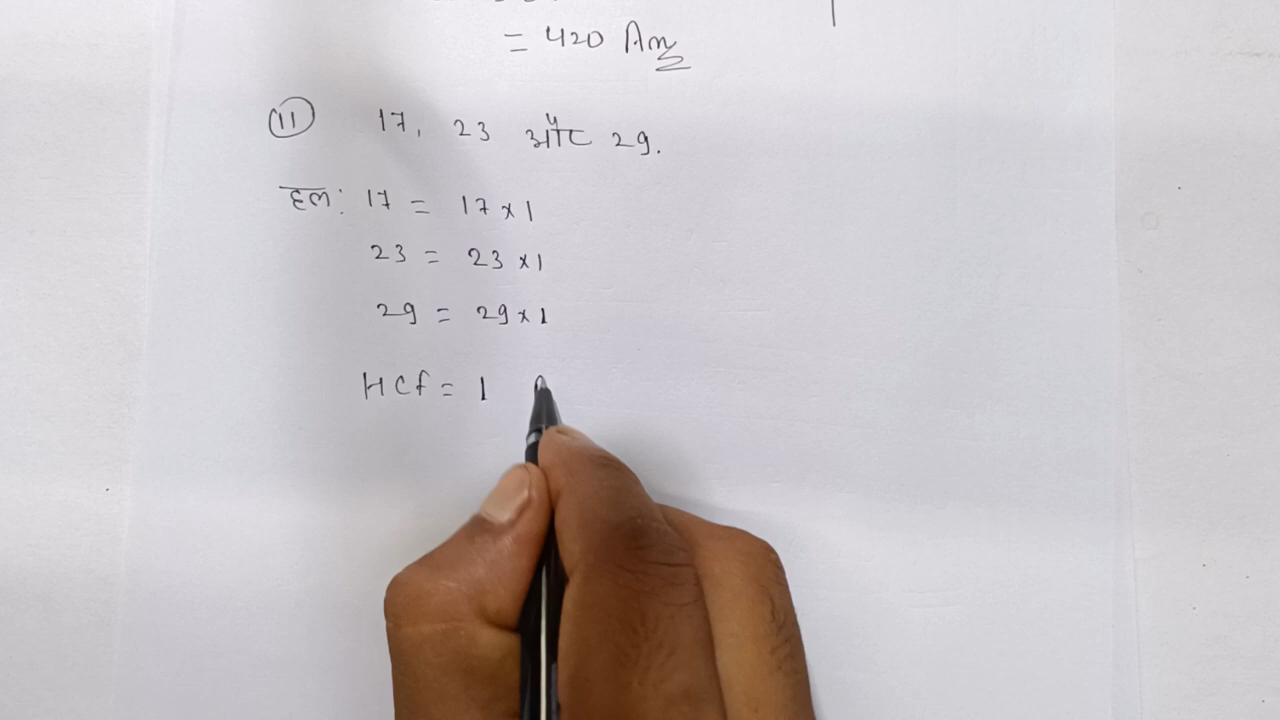 = 420 Ans
(11) 17, 23 और 29.
हल: 17 = 17 × 1
23 = 23 × 1
29 = 29 × 1
HCf = 1